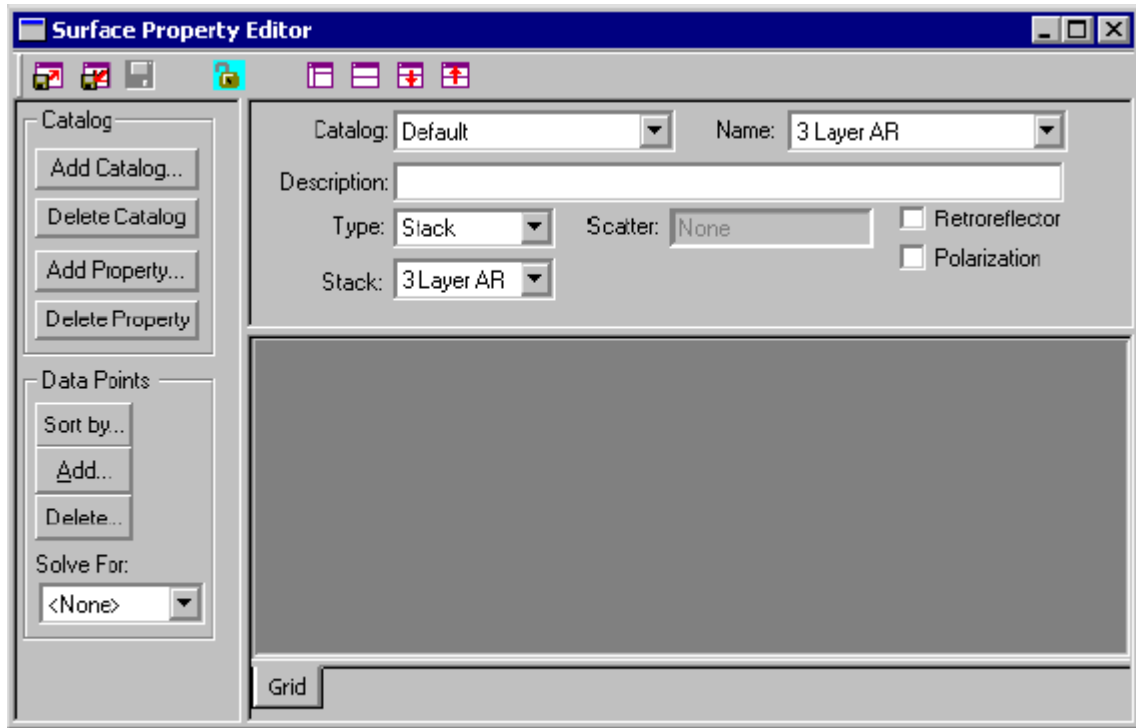 Surface Property Editor
Catalog
Add Catalog...
Delete Catalog
Add Property...
Delete Property
Data Points
Sort by...
Add...
Delete...
Solve For:
<None>
Catalog: Default
Name: 3 Layer AR
Description:
Type: Stack
Scatter: None
Retroreflector
Polarization
Stack: 3 Layer AR
Grid